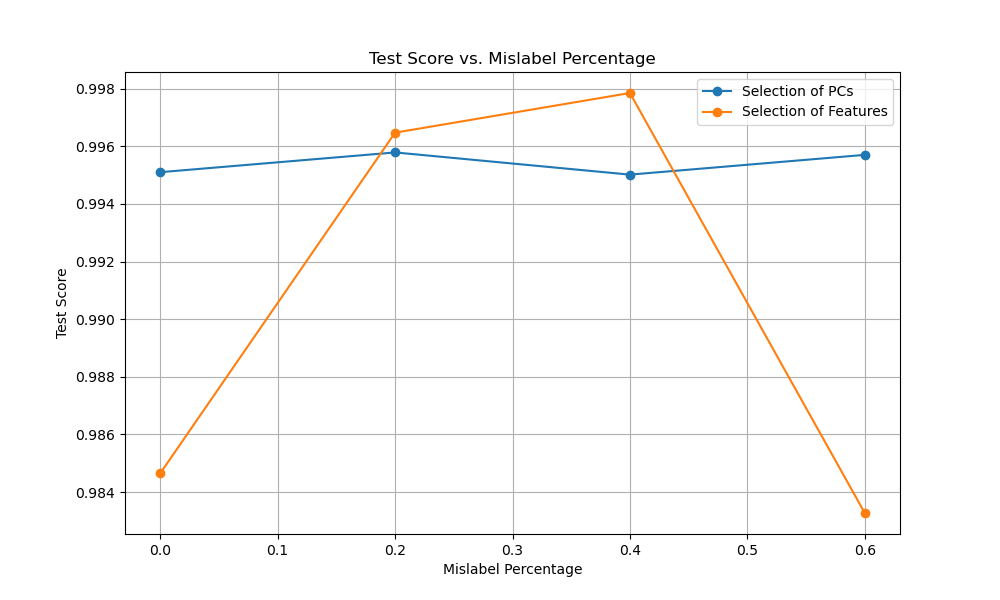 Test Score vs. Mislabel Percentage
Selection of PCs
Selection of Features
Test Score
0.998
0.996
0.994
0.992
0.990
0.988
0.986
0.984
0.0 0.1 0.2 0.3 0.4 0.5 0.6
Mislabel Percentage